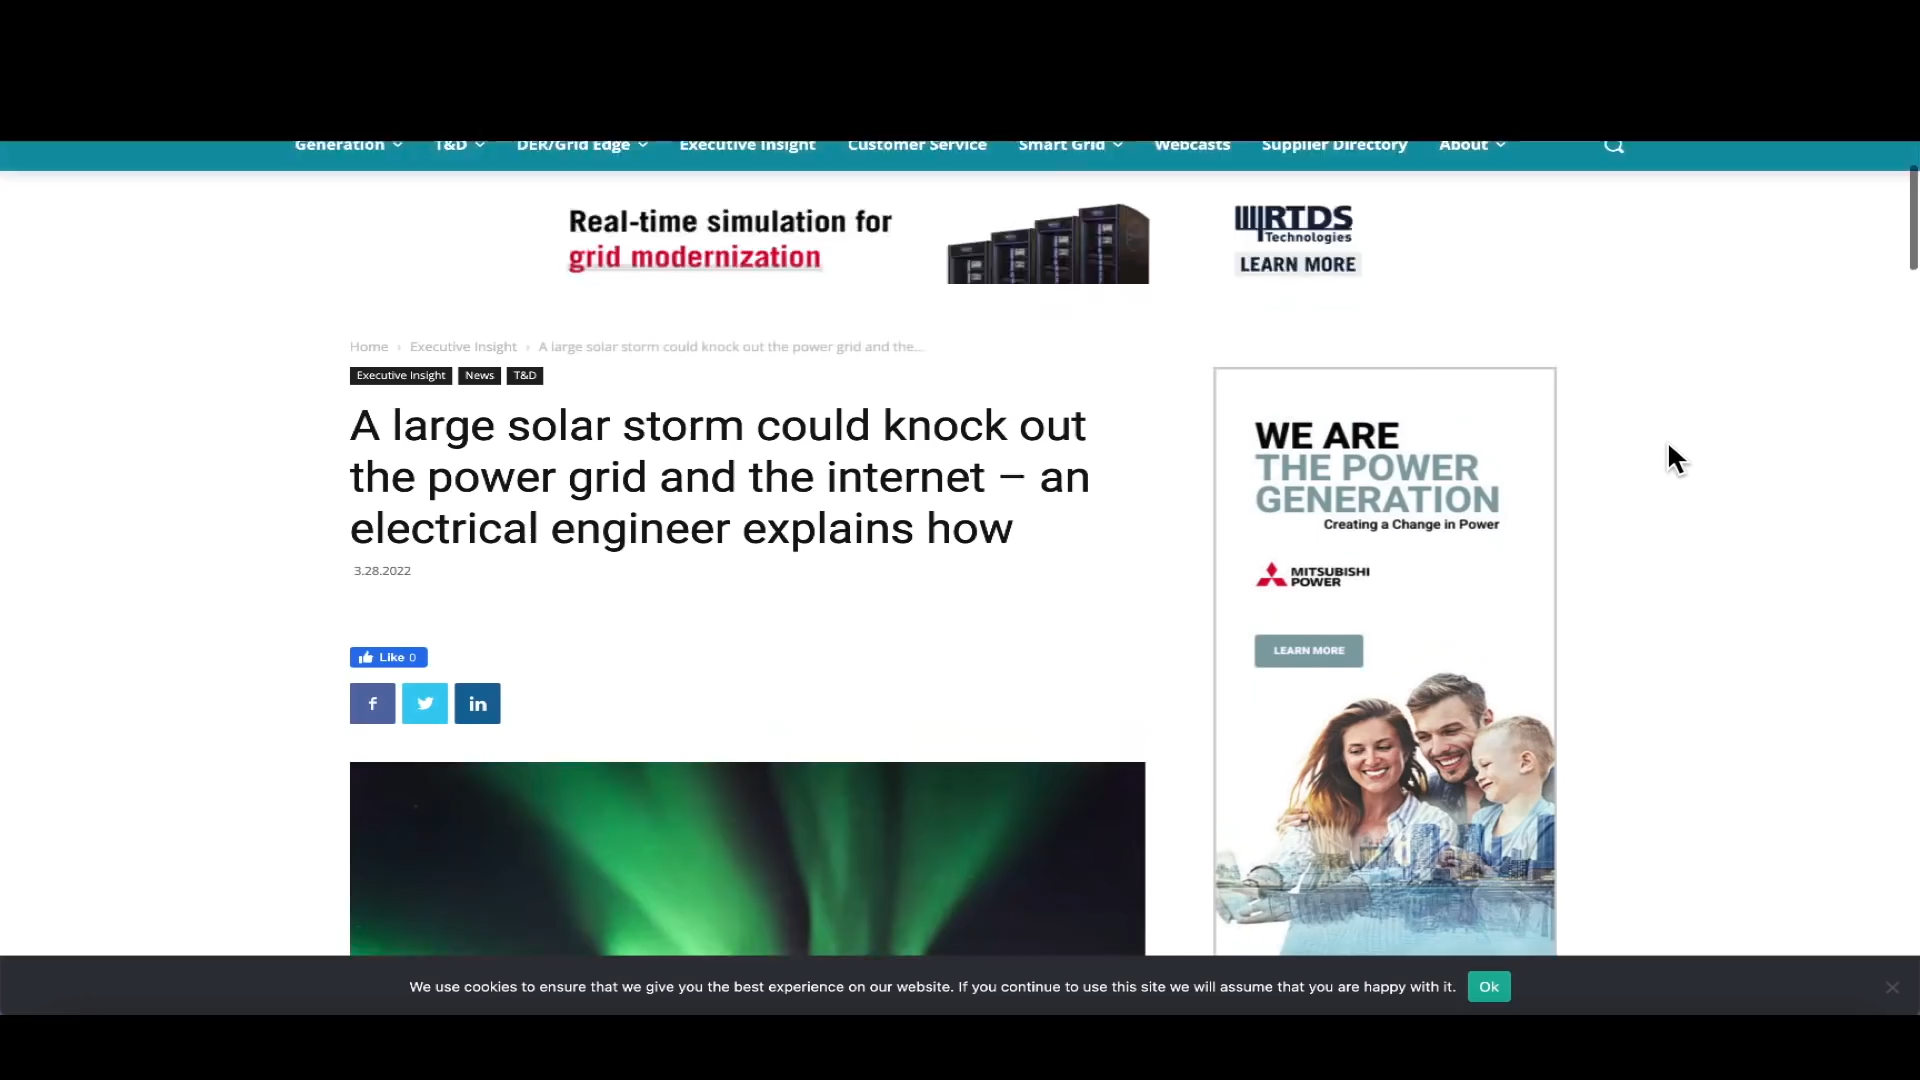 Generation T&D DER/Grid Edge Executive Insight Customer Service Smart Grid Webcasts Supplier Directory About
Real-time simulation for
grid modernization
RTDS
Technologies
LEARN MORE
Home › Executive Insight › A large solar storm could knock out the power grid and the...
Executive Insight News T&D
A large solar storm could knock out
the power grid and the internet – an
electrical engineer explains how
3.28.2022
Like 0
f
in
WE ARE
THE POWER
GENERATION
Creating a Change in Power
MITSUBISHI
POWER
LEARN MORE
We use cookies to ensure that we give you the best experience on our website. If you continue to use this site we will assume that you are happy with it. Ok